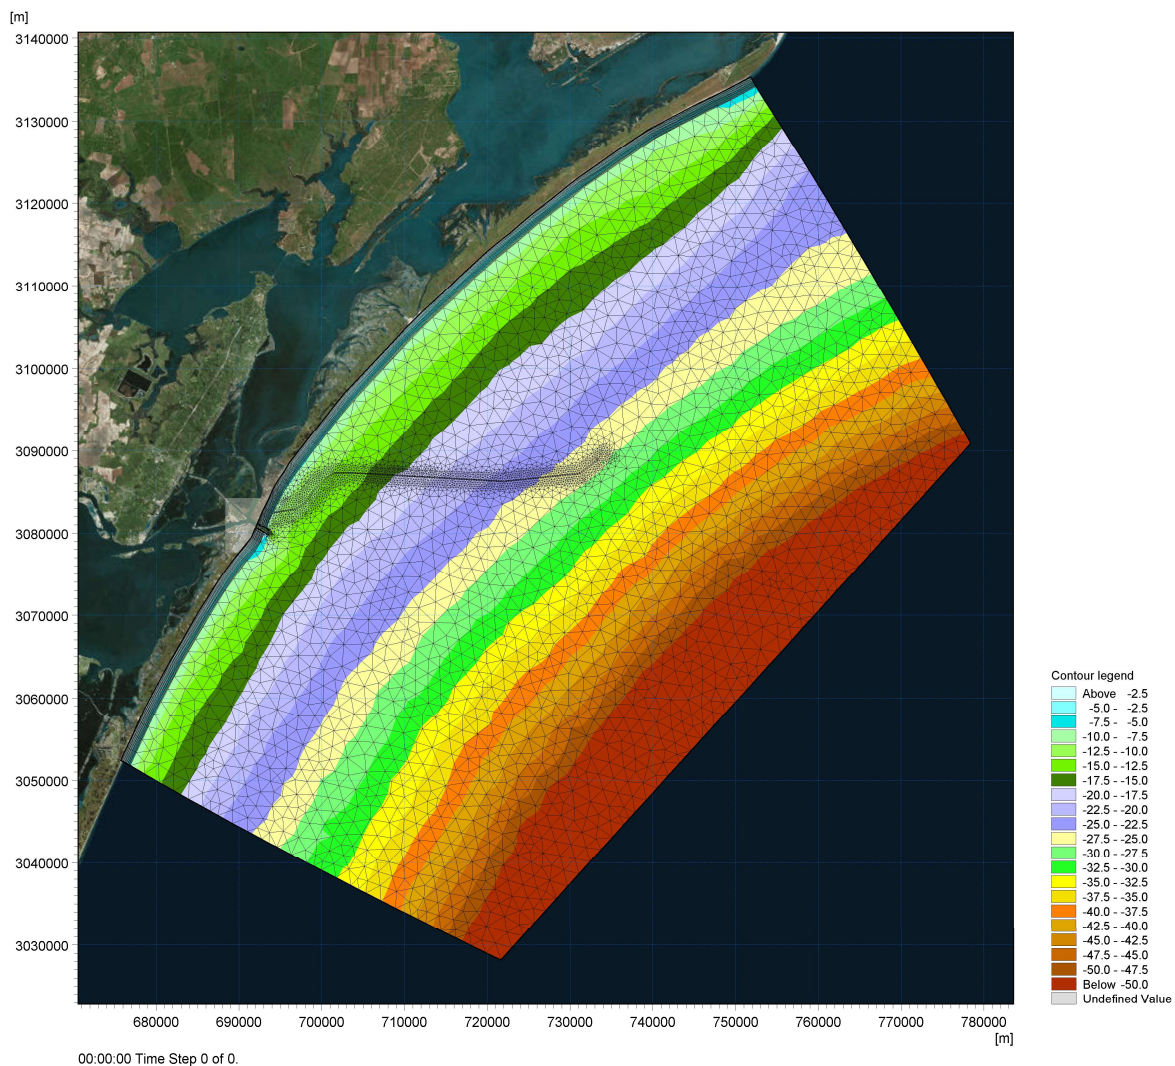 [m]
3140000
3130000
3120000
3110000
3100000
3090000
3080000
3070000
3060000
3050000
3040000
3030000
680000 690000 700000 710000 720000 730000 740000 750000 760000 770000 780000
[m]
00:00:00 Time Step 0 of 0.
Contour legend
Above -2.5
-5.0 - -2.5
-7.5 - -5.0
-10.0 - -7.5
-12.5 - -10.0
-15.0 - -12.5
-17.5 - -15.0
-20.0 - -17.5
-22.5 - -20.0
-25.0 - -22.5
-27.5 - -25.0
-30.0 - -27.5
-32.5 - -30.0
-35.0 - -32.5
-37.5 - -35.0
-40.0 - -37.5
-42.5 - -40.0
-45.0 - -42.5
-47.5 - -45.0
-50.0 - -47.5
Below -50.0
Undefined Value